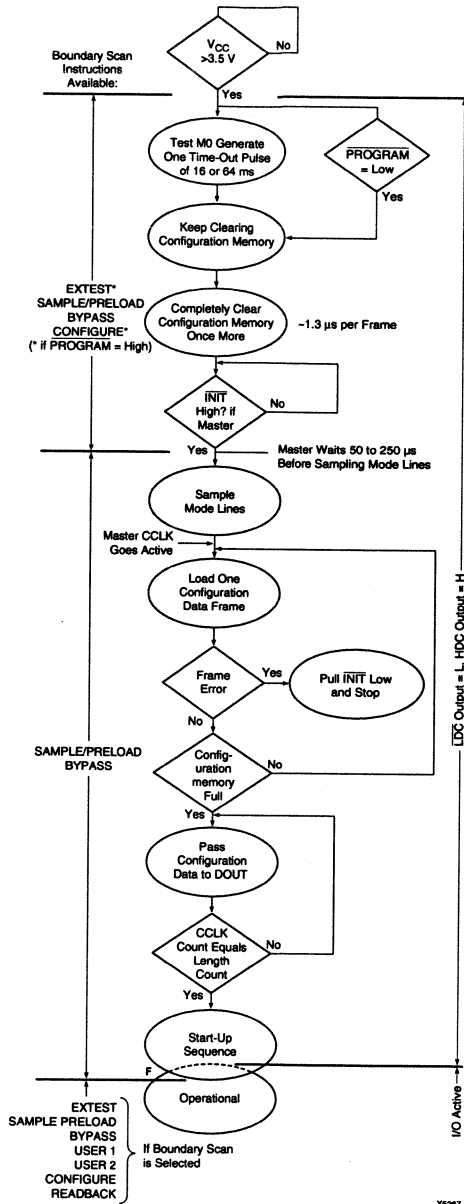 Boundary Scan
Instructions
Available:
VCC
>3.5 V
No
Yes
Test M0 Generate
One Time-Out Pulse
of 16 or 64 ms
PROGRAM
= Low
Yes
Keep Clearing
Configuration Memory
EXTEST*
SAMPLE/PRELOAD
BYPASS
CONFIGURE*
(* if PROGRAM = High)
Completely Clear
Configuration Memory
Once More
~1.3 µs per Frame
INIT
High? if
Master
No
Yes
Master Waits 50 to 250 µs
Before Sampling Mode Lines
Sample
Mode Lines
Master CCLK
Goes Active
Load One
Configuration
Data Frame
Frame
Error
Yes
Pull INIT Low
and Stop
No
SAMPLE/PRELOAD
BYPASS
Config-
uration
memory
Full
No
Yes
Pass
Configuration
Data to DOUT
CCLK
Count Equals
Length
Count
No
Yes
Start-Up
Sequence
F
Operational
LDC Output = L, HDC Output = H
I/O Active
EXTEST
SAMPLE PRELOAD
BYPASS
USER 1
USER 2
CONFIGURE
READBACK
If Boundary Scan
is Selected